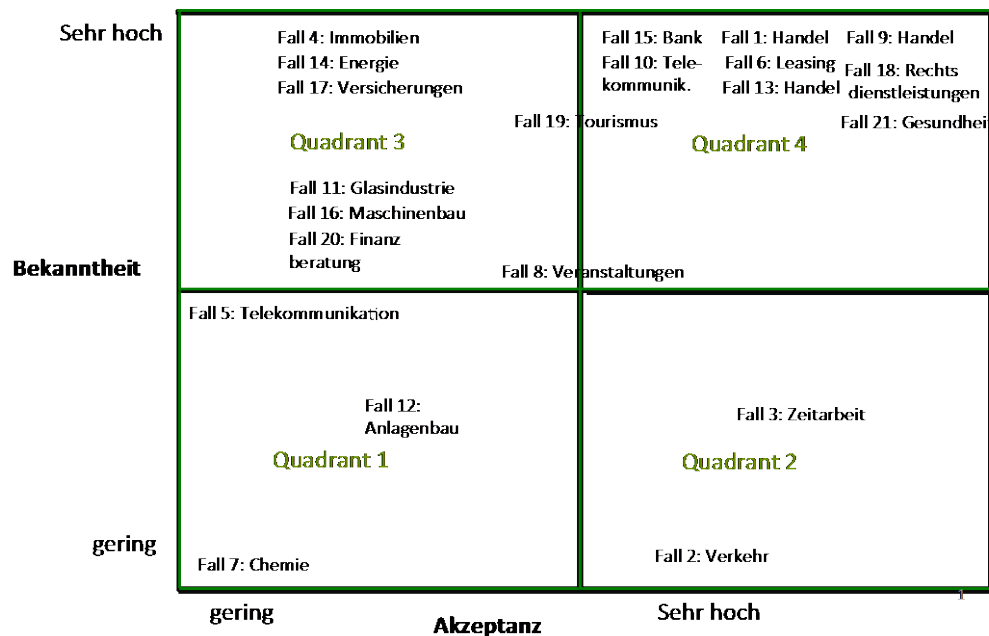 Sehr hoch
Fall 4: Immobilien
Fall 14: Energie
Fall 17: Versicherungen
Fall 15: Bank
Fall 10: Tele-
kommunik.
Fall 1: Handel
Fall 6: Leasing
Fall 13: Handel
Fall 9: Handel
Fall 18: Rechts
dienstleistungen
Fall 21: Gesundheit
Fall 19: Tourismus
Quadrant 3
Quadrant 4
Fall 11: Glasindustrie
Fall 16: Maschinenbau
Fall 20: Finanz
beratung
Bekanntheit
Fall 8: Veranstaltungen
Fall 5: Telekommunikation
Fall 12:
Anlagenbau
Fall 3: Zeitarbeit
Quadrant 1
Quadrant 2
gering
Fall 7: Chemie
Fall 2: Verkehr
1
gering
Sehr hoch
Akzeptanz